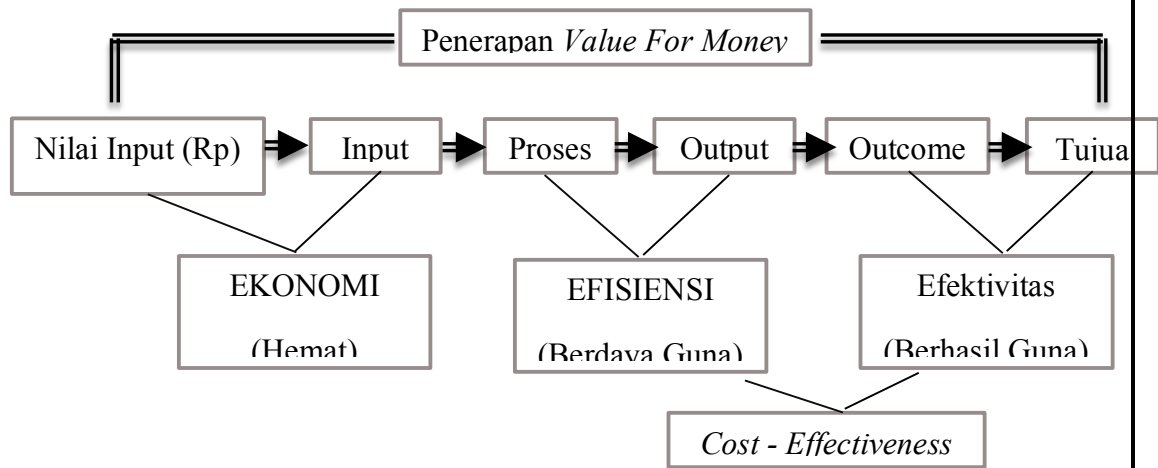 Penerapan Value For Money
Nilai Input (Rp)
Input
Proses
Output
Outcome
Tujua
EKONOMI
(Hemat)
EFISIENSI
(Berdaya Guna)
Efektivitas
(Berhasil Guna)
Cost - Effectiveness